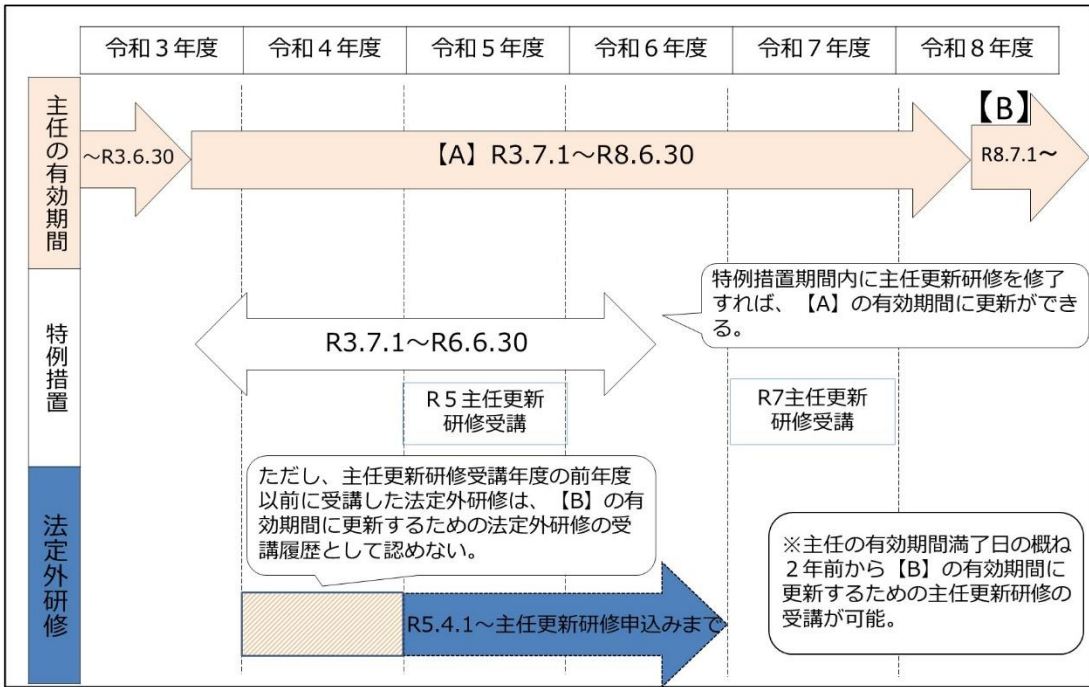 令和３年度
令和４年度
令和５年度
令和６年度
令和７年度
令和８年度
主任の有効期間
～R3.6.30
【A】R3.7.1～R8.6.30
【B】
R8.7.1～
特例措置
R3.7.1～R6.6.30
特例措置期間内に主任更新研修を修了
すれば、【A】の有効期間に更新ができ
る。
R５主任更新
研修受講
R7主任更新
研修受講
法定外研修
ただし、主任更新研修受講年度の前年度
以前に受講した法定外研修は、【B】の有
効期間に更新するための法定外研修の受
講履歴として認めない。
R5.4.1～主任更新研修申込みまで
※主任の有効期間満了日の概ね
２年前から【B】の有効期間に
更新するための主任更新研修の
受講が可能。